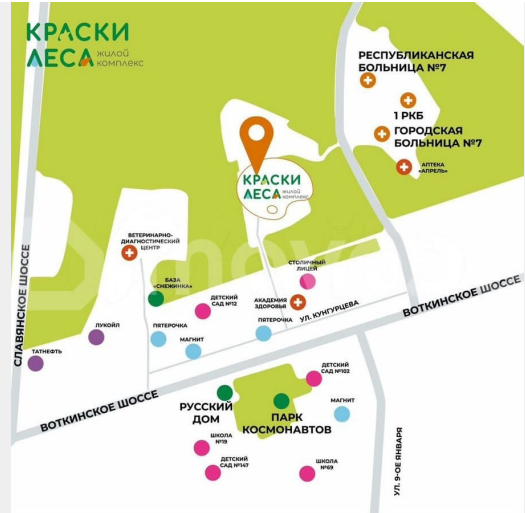 КРАСКИ
ЛЕСА жилой
комплекс
РЕСПУБЛИКАНСКАЯ
БОЛЬНИЦА №7
1 РКБ
ГОРОДСКАЯ
БОЛЬНИЦА №7
АПТЕКА
«АПРЕЛЬ»
КРАСКИ
ЛЕСА жилой
комплекс
ВЕТЕРИНАРНО-
ДИАГНОСТИЧЕСКИЙ
ЦЕНТР
СТОЛИЧНЫЙ
ЛИЦЕЙ
БАЗА
«СНЕЖИНКА»
ДЕТСКИЙ
САД №12
АКАДЕМИЯ
ЗДОРОВЬЯ
УЛ. КУНГУРЦЕВА
ВОТКИНСКОЕ ШОССЕ
СЛАВЯНСКОЕ ШОССЕ
ЛУКОЙЛ
ТАТНЕФТЬ
ПЯТЕРОЧКА
МАГНИТ
ПЯТЕРОЧКА
ВОТКИНСКОЕ ШОССЕ
ДЕТСКИЙ
САД №102
РУССКИЙ
ДОМ
ПАРК
КОСМОНАВТОВ
МАГНИТ
ШКОЛА
№19
ДЕТСКИЙ
САД №147
ШКОЛА
№69
УЛ. 9-ОЕ ЯНВАРЯ